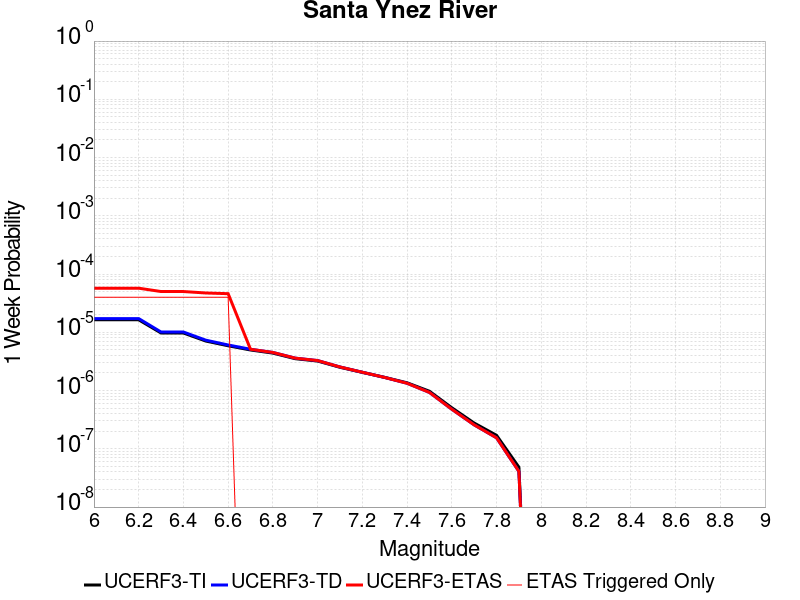 Santa Ynez River
10^0
10^-1
10^-2
10^-3
10^-4
10^-5
10^-6
10^-7
10^-8
1 Week Probability
6 6.2 6.4 6.6 6.8 7 7.2 7.4 7.6 7.8 8 8.2 8.4 8.6 8.8 9
Magnitude
UCERF3-TI UCERF3-TD UCERF3-ETAS ETAS Triggered Only